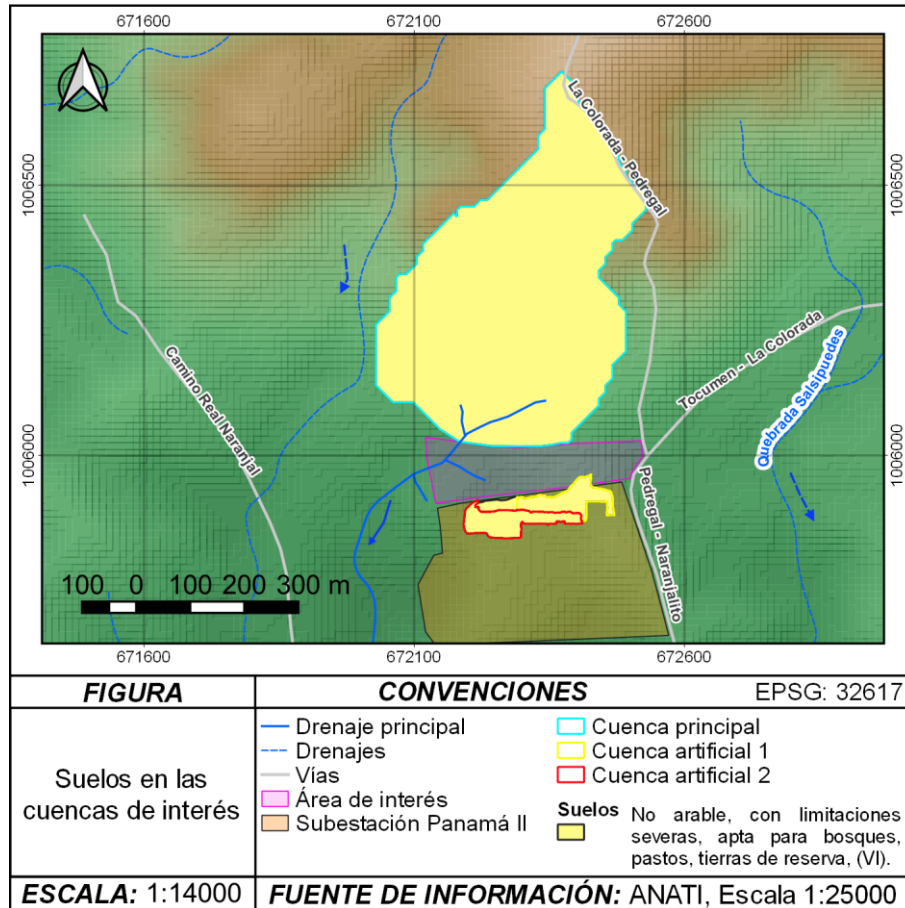 671600 672100 672600
1006500
1006000
La Colorada - Pedregal
Camino Real Naranjal
Tocumen - La Colorada
Quebrada Salsipuedes
Pedregal - Naranjalito
100 0 100 200 300 m
1006500
1006000
671600 672100 672600
FIGURA
Suelos en las
cuencas de interés
ESCALA: 1:14000
CONVENCIONES EPSG: 32617
Drenaje principal
Drenajes
Vías
Área de interés
Subestación Panamá II
Cuenca principal
Cuenca artificial 1
Cuenca artificial 2
Suelos
No arable, con limitaciones
severas, apta para bosques,
pastos, tierras de reserva, (VI).
FUENTE DE INFORMACIÓN: ANATI, Escala 1:25000